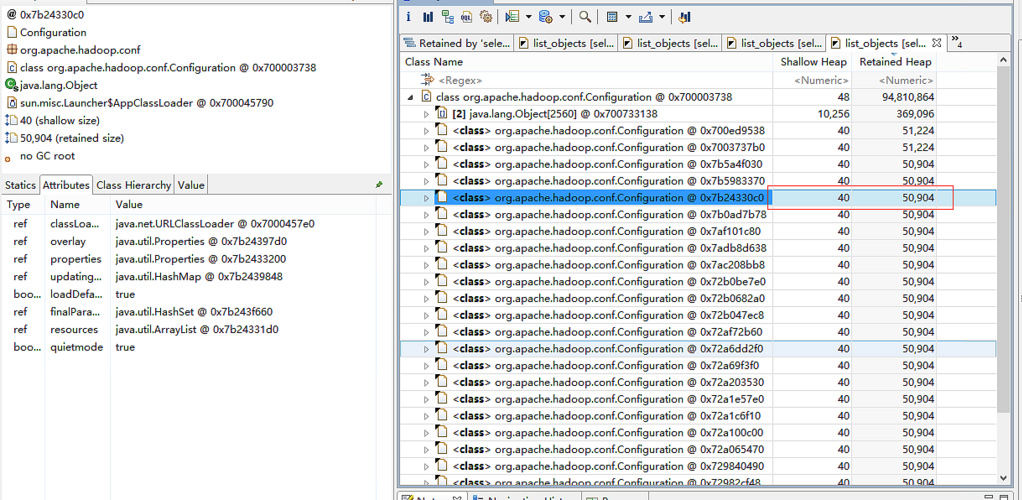 @ 0x7b24330c0
Configuration
org.apache.hadoop.conf
class org.apache.hadoop.conf.Configuration @ 0x700003738
java.lang.Object
sun.misc.Launcher$AppClassLoader @ 0x700045790
40 (shallow size)
50,904 (retained size)
no GC root
Statics Attributes Class Hierarchy Value
Type Name Value
ref classLoa... java.net.URLClassLoader @ 0x7000457e0
ref overlay java.util.Properties @ 0x7b24397d0
ref properties java.util.Properties @ 0x7b2433200
ref updating... java.util.HashMap @ 0x7b2439848
boo... loadDefa... true
ref finalPara... java.util.HashSet @ 0x7b243f660
ref resources java.util.ArrayList @ 0x7b24331d0
boo... quietmode true
Retained by 'sele... list_objects [sel... list_objects [sel... list_objects [sel... list_objects [sel... »4
Class Name Shallow Heap Retained Heap
<Regex> <Numeric> <Numeric>
class org.apache.hadoop.conf.Configuration @ 0x700003738 48 94,810,864
[2] java.lang.Object[2560] @ 0x700733138 10,256 369,096
<class> org.apache.hadoop.conf.Configuration @ 0x700ed9538 40 51,224
<class> org.apache.hadoop.conf.Configuration @ 0x7003737b0 40 51,224
<class> org.apache.hadoop.conf.Configuration @ 0x7b5a4f030 40 50,904
<class> org.apache.hadoop.conf.Configuration @ 0x7b5983370 40 50,904
<class> org.apache.hadoop.conf.Configuration @ 0x7b24330c0 40 50,904
<class> org.apache.hadoop.conf.Configuration @ 0x7b0ad7b78 40 50,904
<class> org.apache.hadoop.conf.Configuration @ 0x7af101c80 40 50,904
<class> org.apache.hadoop.conf.Configuration @ 0x7adb8d638 40 50,904
<class> org.apache.hadoop.conf.Configuration @ 0x7ac208bb8 40 50,904
<class> org.apache.hadoop.conf.Configuration @ 0x72b0be7e0 40 50,904
<class> org.apache.hadoop.conf.Configuration @ 0x72b0682a0 40 50,904
<class> org.apache.hadoop.conf.Configuration @ 0x72b047ec8 40 50,904
<class> org.apache.hadoop.conf.Configuration @ 0x72af72b60 40 50,904
<class> org.apache.hadoop.conf.Configuration @ 0x72a6dd2f0 40 50,904
<class> org.apache.hadoop.conf.Configuration @ 0x72a69f3f0 40 50,904
<class> org.apache.hadoop.conf.Configuration @ 0x72a203530 40 50,904
<class> org.apache.hadoop.conf.Configuration @ 0x72a1e57e0 40 50,904
<class> org.apache.hadoop.conf.Configuration @ 0x72a1c6f10 40 50,904
<class> org.apache.hadoop.conf.Configuration @ 0x72a100c00 40 50,904
<class> org.apache.hadoop.conf.Configuration @ 0x72a065470 40 50,904
<class> org.apache.hadoop.conf.Configuration @ 0x729840490 40 50,904
<class> org.apache.hadoop.conf.Configuration @ 0x72982cf48 40 50,904